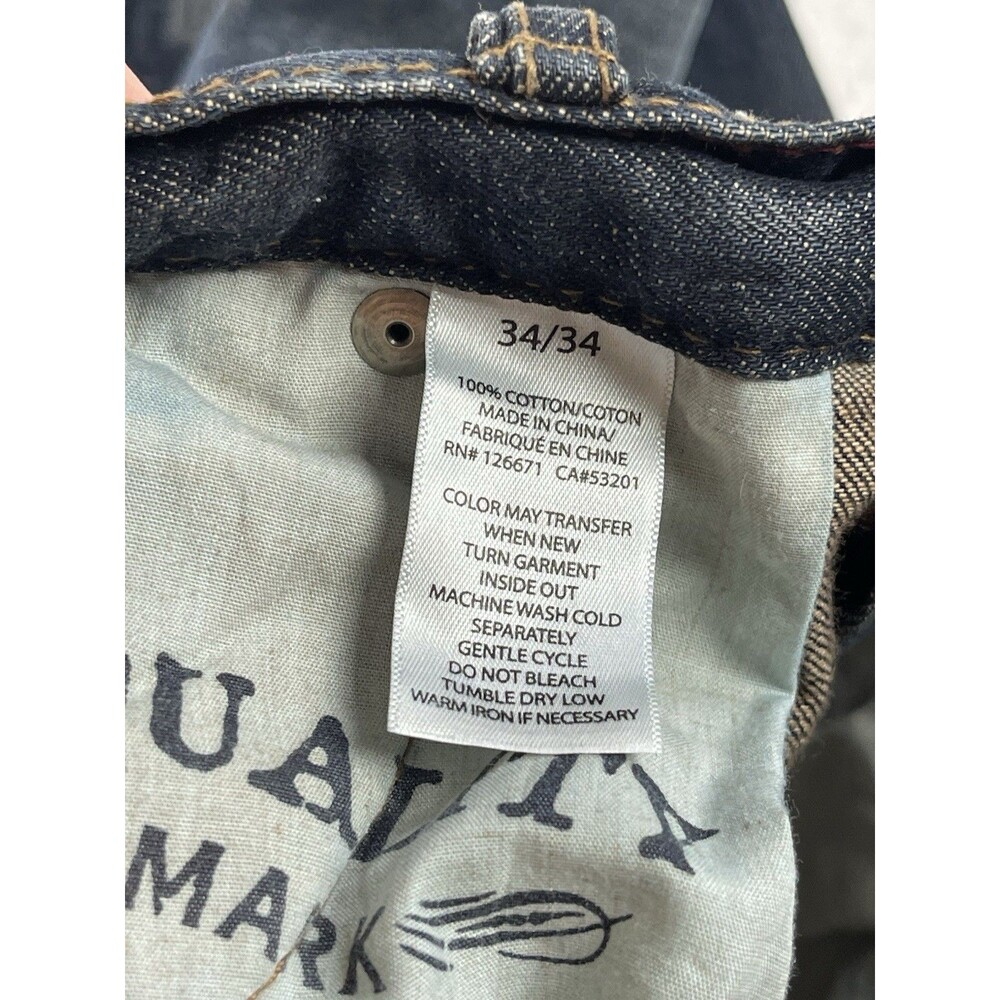 34/34
100% COTTON/COTON
MADE IN CHINA/
FABRIQUÉ EN CHINE
RN# 126671 CA#53201
COLOR MAY TRANSFER
WHEN NEW
TURN GARMENT
INSIDE OUT
MACHINE WASH COLD
SEPARATELY
GENTLE CYCLE
DO NOT BLEACH
TUMBLE DRY LOW
WARM IRON IF NECESSARY
QUALITY
MARK